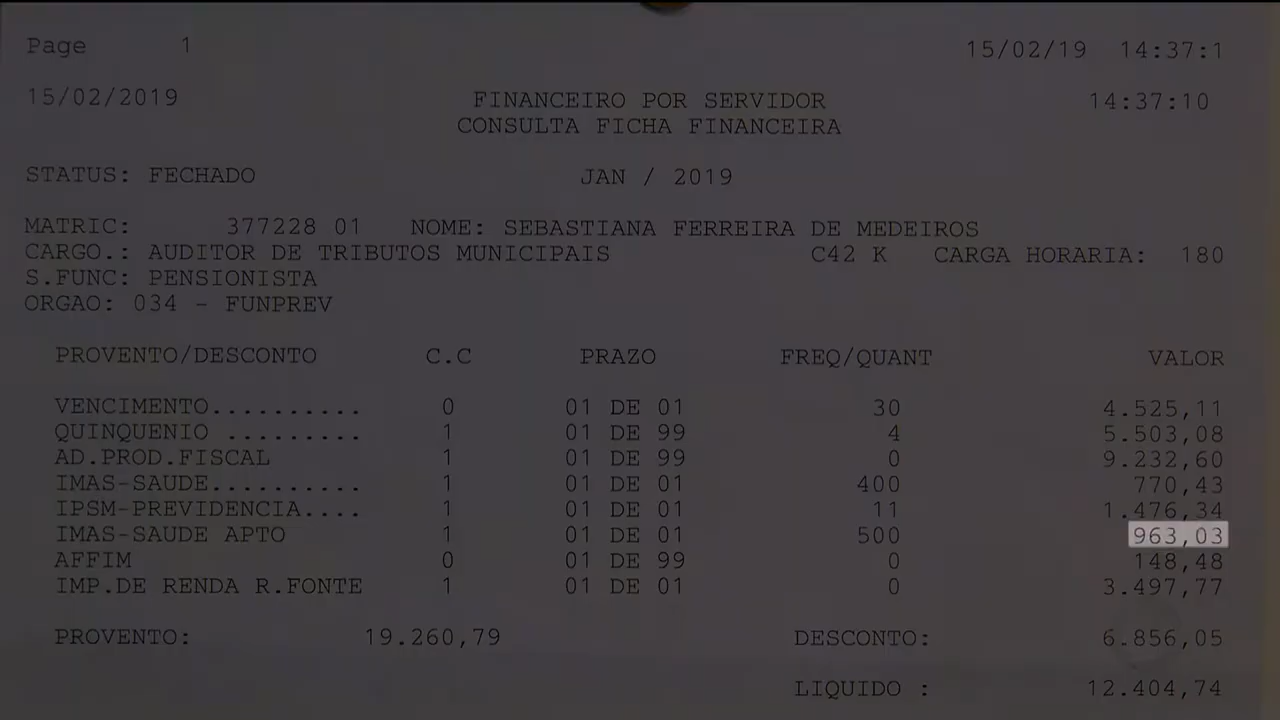 Page 1 15/02/19 14:37:1
15/02/2019 FINANCEIRO POR SERVIDOR 14:37:10
CONSULTA FICHA FINANCEIRA
STATUS: FECHADO JAN / 2019
MATRIC: 377228 01 NOME: SEBASTIANA FERREIRA DE MEDEIROS
CARGO.: AUDITOR DE TRIBUTOS MUNICIPAIS C42 K CARGA HORARIA: 180
S.FUNC: PENSIONISTA
ORGAO: 034 - FUNPREV
PROVENTO/DESCONTO C.C PRAZO FREQ/QUANT VALOR
VENCIMENTO.......... 0 01 DE 01 30 4.525,11
QUINQUENIO ......... 1 01 DE 99 4 5.503,08
AD.PROD.FISCAL 1 01 DE 99 0 9.232,60
IMAS-SAUDE.......... 1 01 DE 01 400 770,43
IPSM-PREVIDENCIA.... 1 01 DE 01 11 1.476,34
IMAS-SAUDE APTO 1 01 DE 01 500 963,03
AFFIM 0 01 DE 99 0 148,48
IMP.DE RENDA R.FONTE 1 01 DE 01 0 3.497,77
PROVENTO: 19.260,79 DESCONTO: 6.856,05
LIQUIDO : 12.404,74